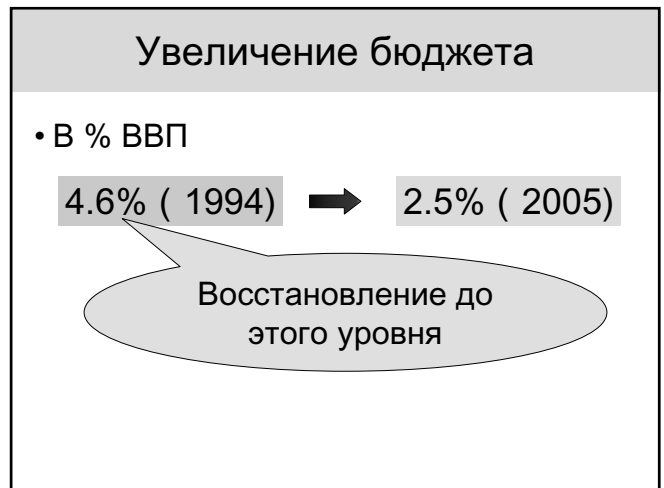 Увеличение бюджета
• В % ВВП
4.6% ( 1994) 2.5% ( 2005)
Восстановление до
этого уровня